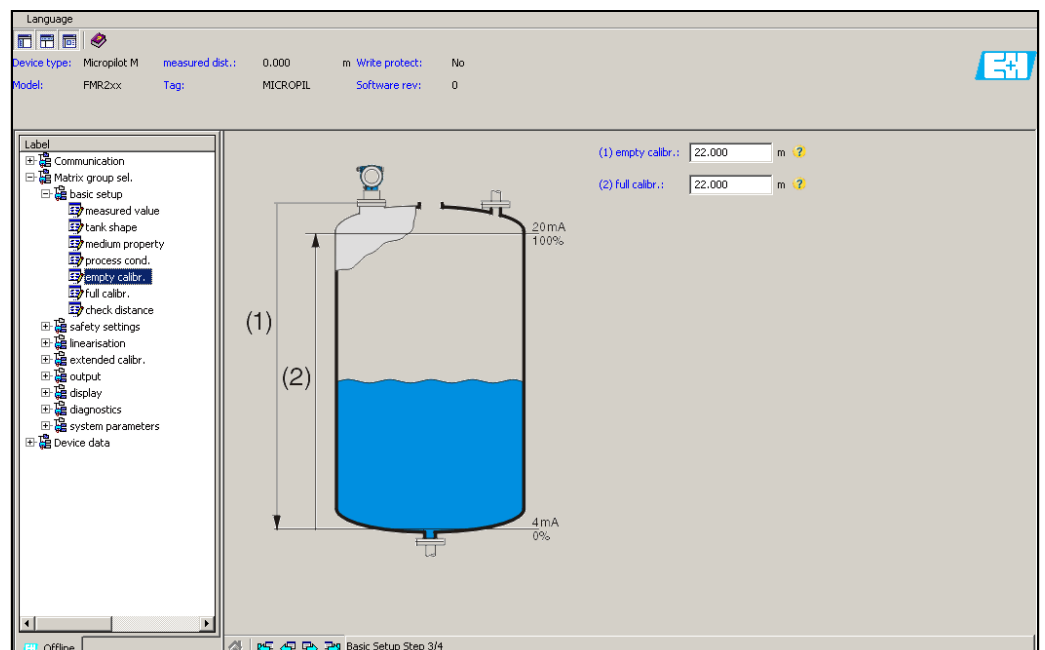 Language
Device type: Micropilot M measured dist.: 0.000 m Write protect: No
Model: FMR2xx Tag: MICROPIL Software rev: 0
E+H
Label
Communication
Matrix group sel.
basic setup
measured value
tank shape
medium property
process cond.
empty calibr.
full calibr.
check distance
safety settings
linearisation
extended calibr.
output
display
diagnostics
system parameters
Device data
(1) empty calibr.: 22.000 m ?
(2) full calibr.: 22.000 m ?
20mA
100%
(1)
(2)
4mA
0%
Offline
Basic Setup Step 3/4